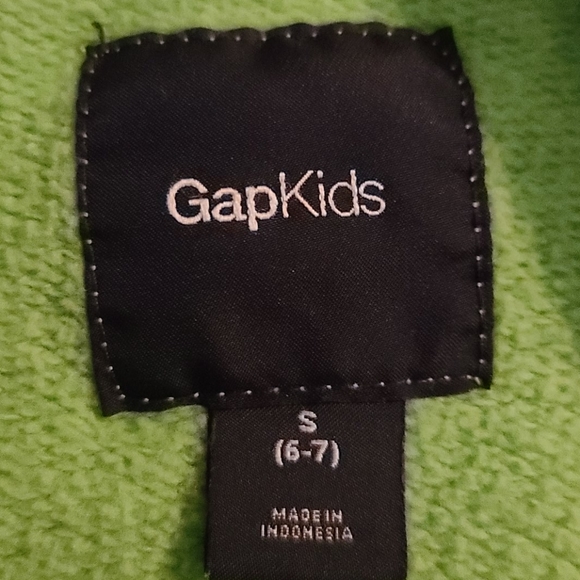 GapKids
S
(6-7)
MADE IN
INDONESIA